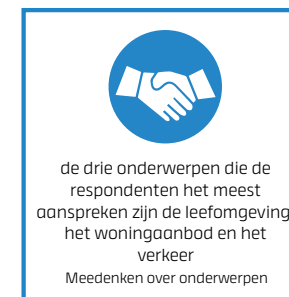 de drie onderwerpen die de
respondenten het meest
aanspreken zijn de leefomgeving
het woningaanbod en het
verkeer
Meedenken over onderwerpen